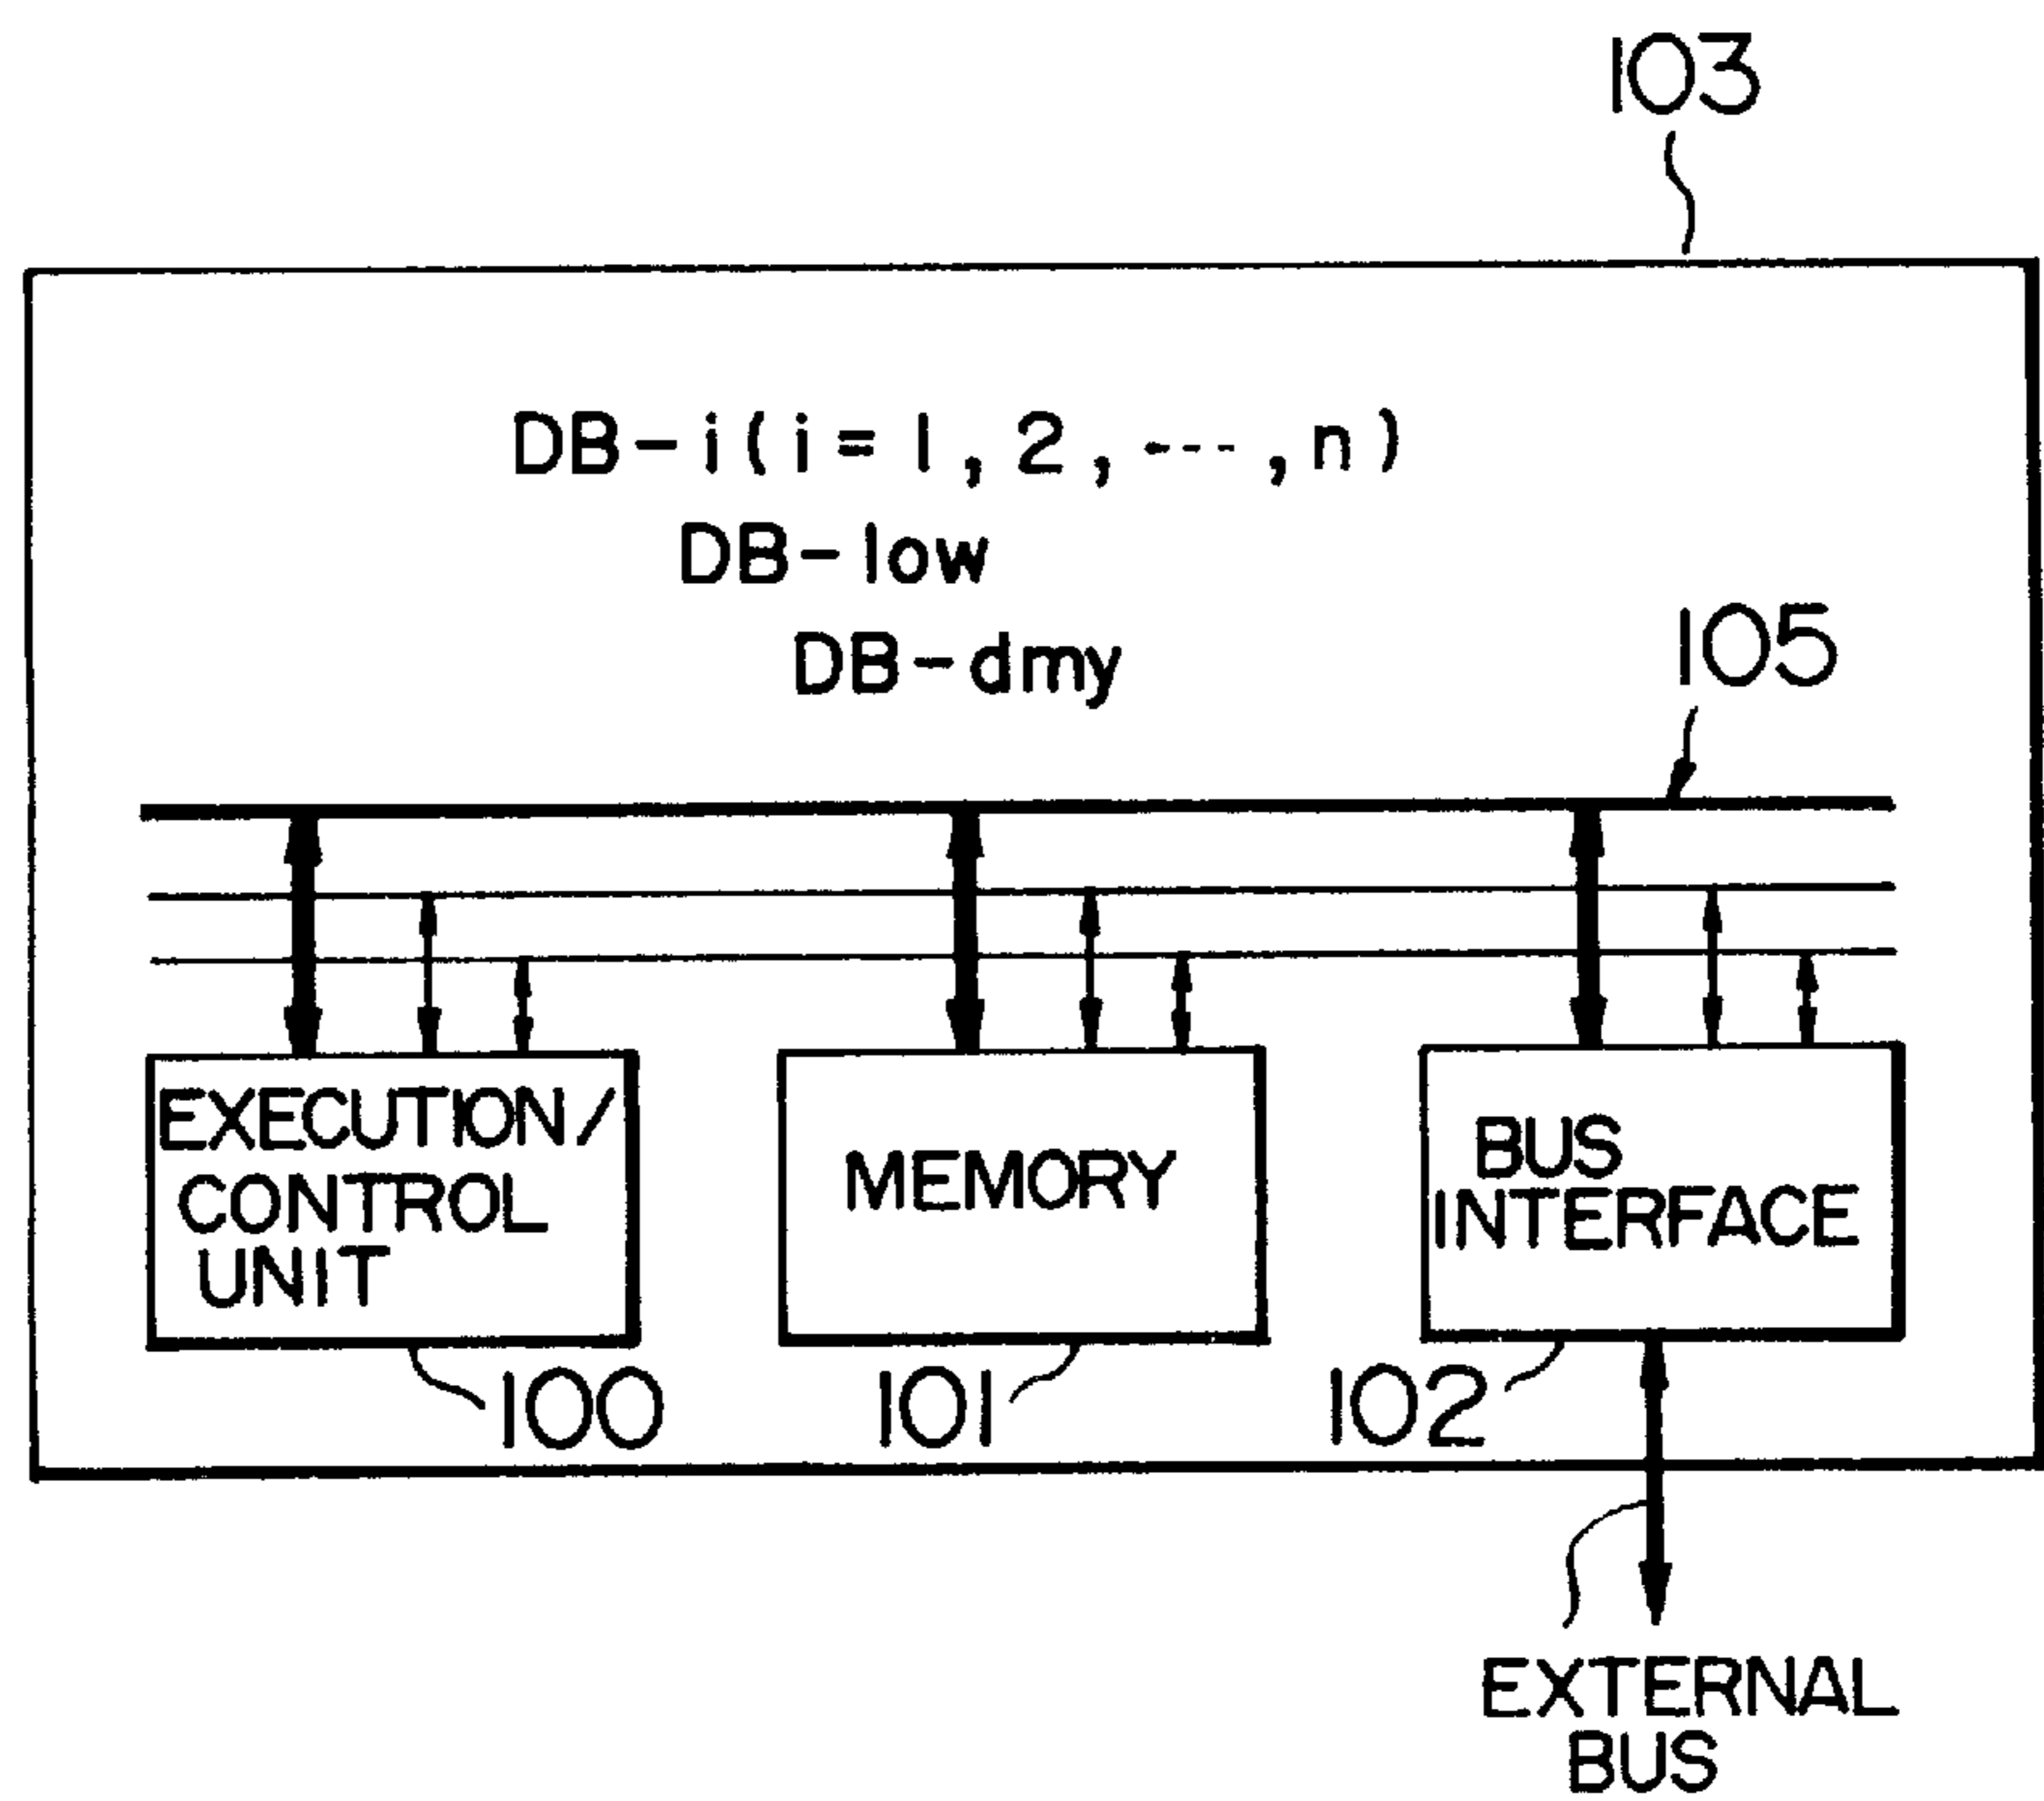 103
DB-i(i=1,2,----,n)
DB-low
DB-dmy
105
EXECUTION/
CONTROL
UNIT
MEMORY
BUS
INTERFACE
100
101
102
EXTERNAL
BUS